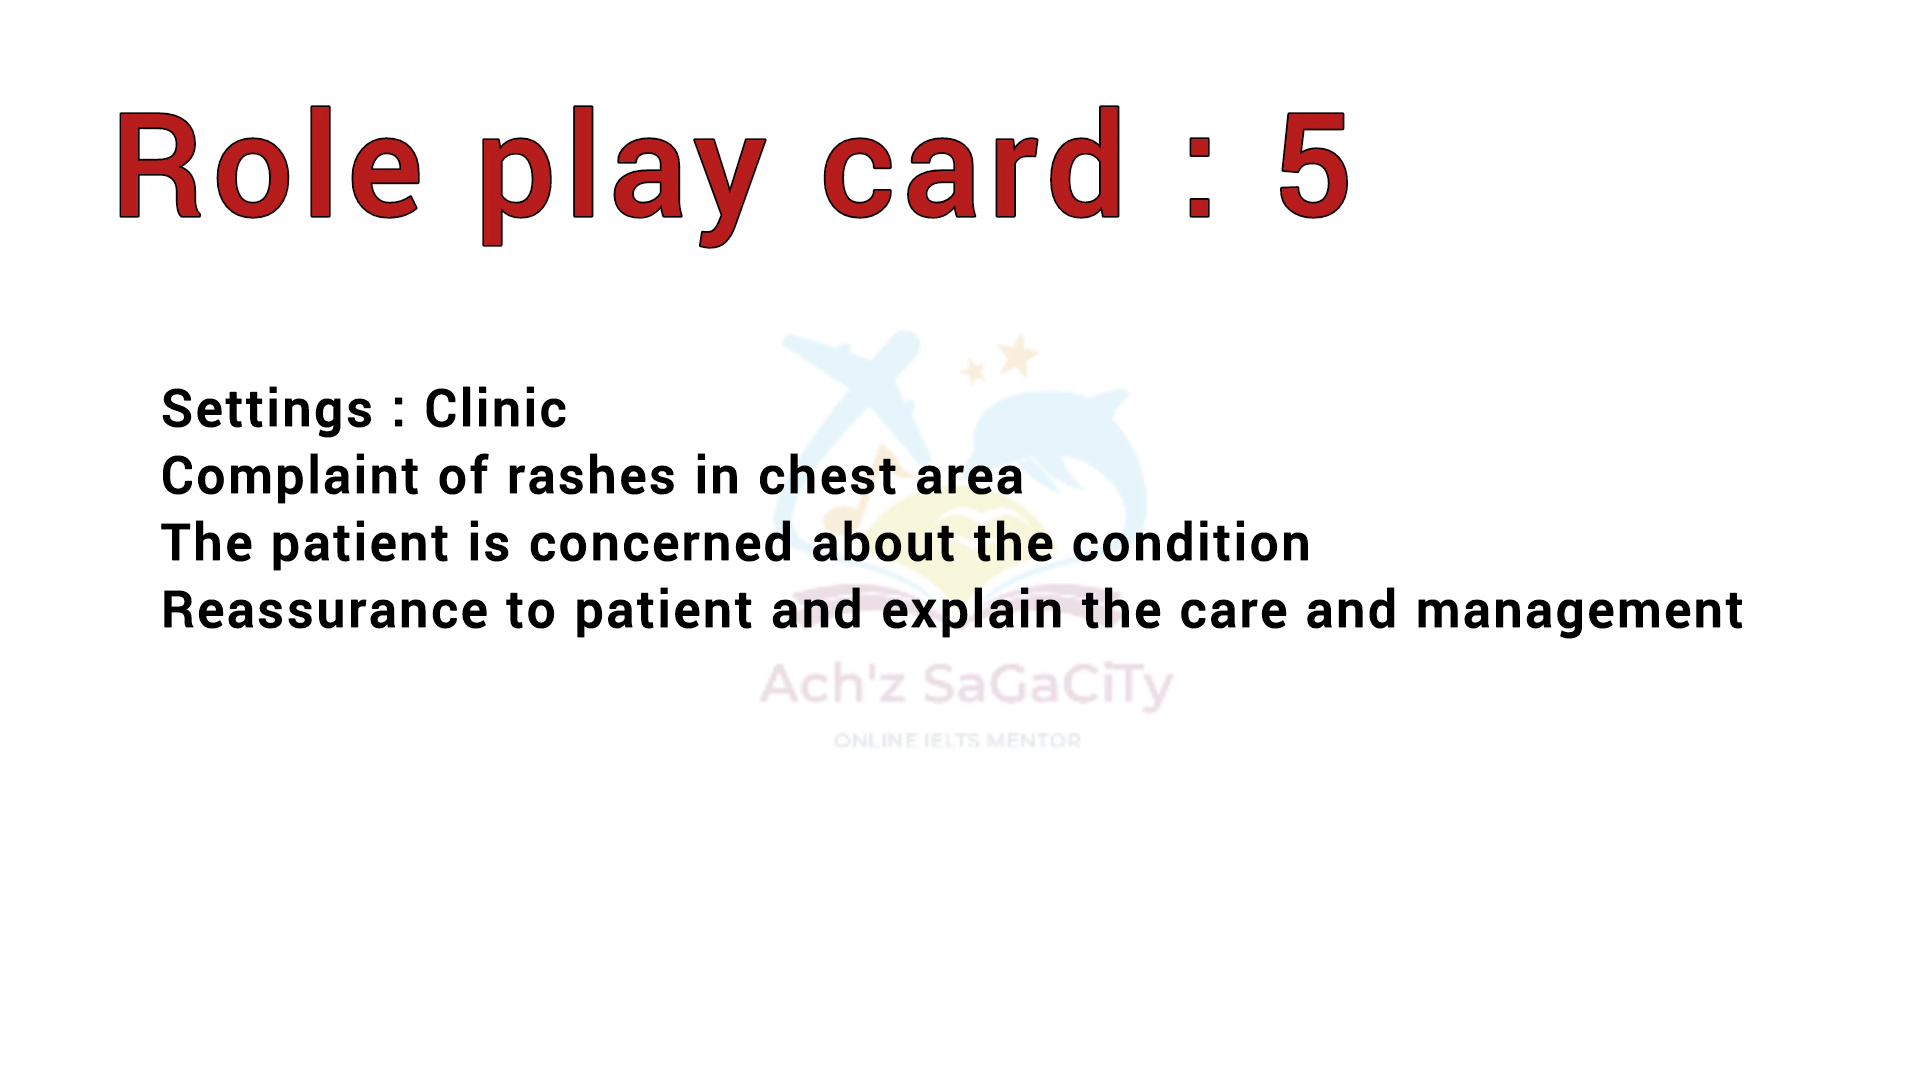 Role play card : 5
Settings : Clinic
Complaint of rashes in chest area
The patient is concerned about the condition
Reassurance to patient and explain the care and management
Ach'z SaGaCiTy
ONLINE IELTS MENTOR